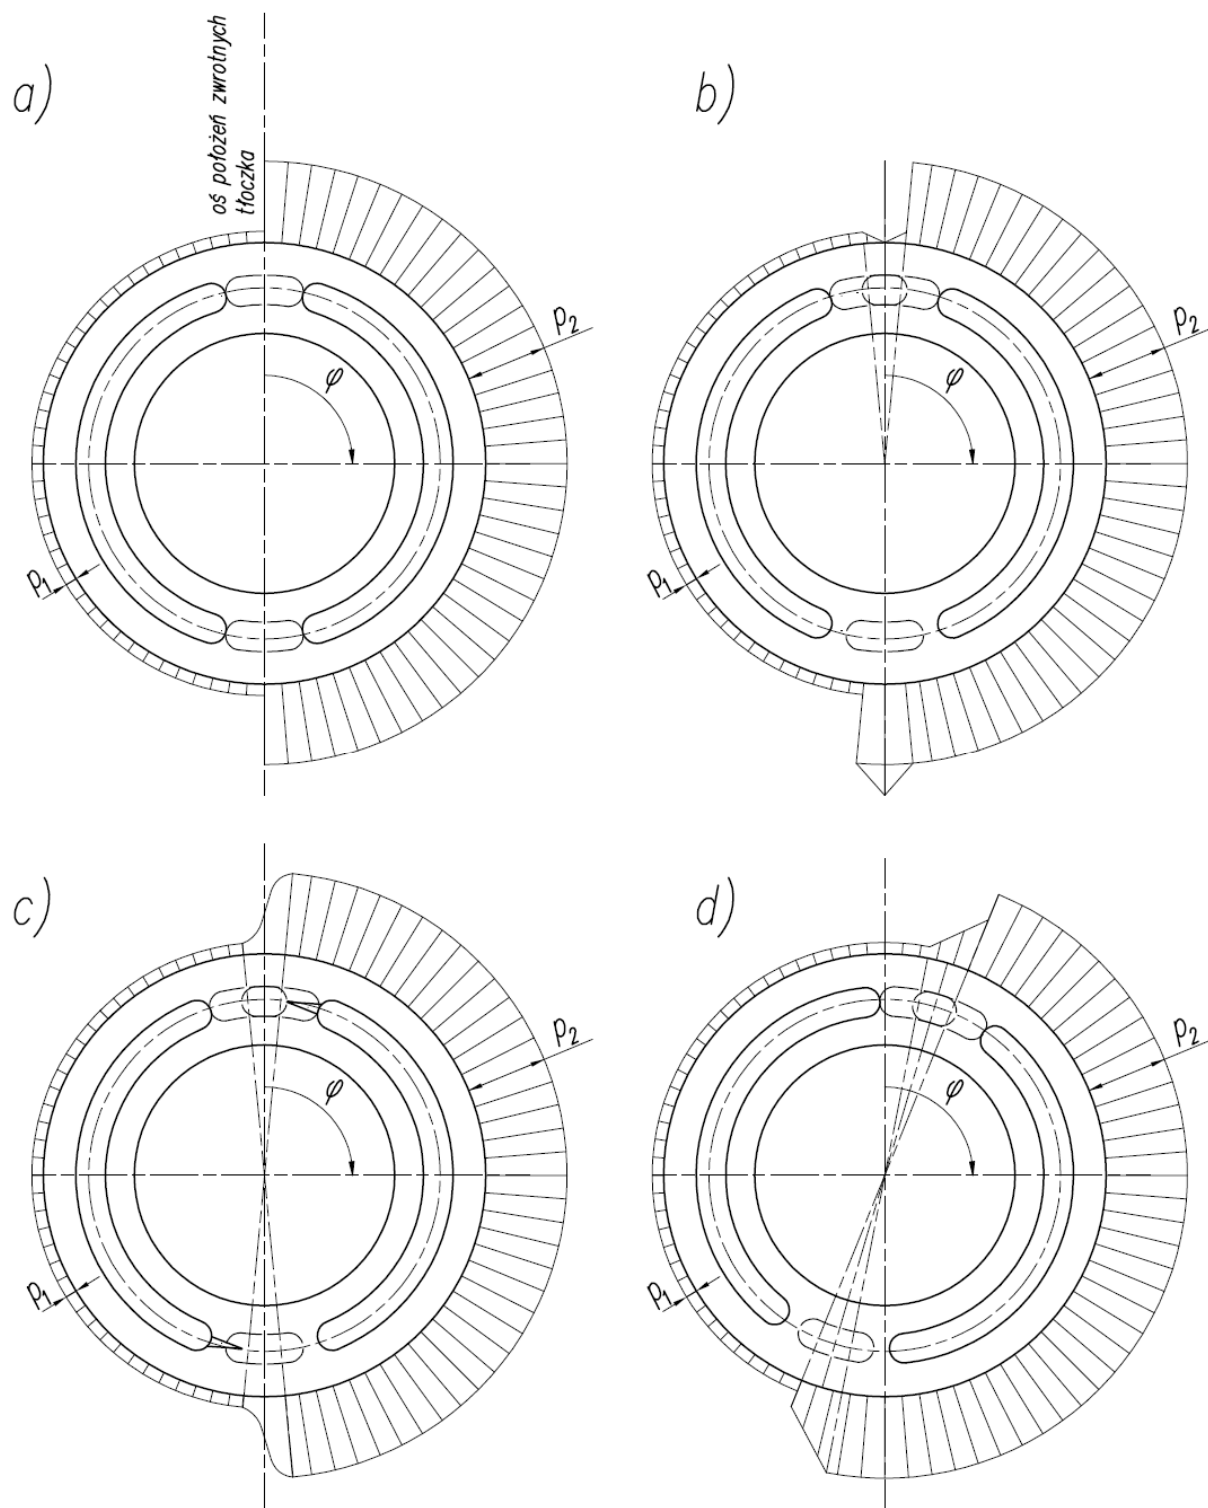 a)
oś położeń zwrotnych
tłoczka
p₂
φ
p₁
b)
p₂
φ
p₁
c)
p₂
φ
p₁
d)
p₂
φ
p₁